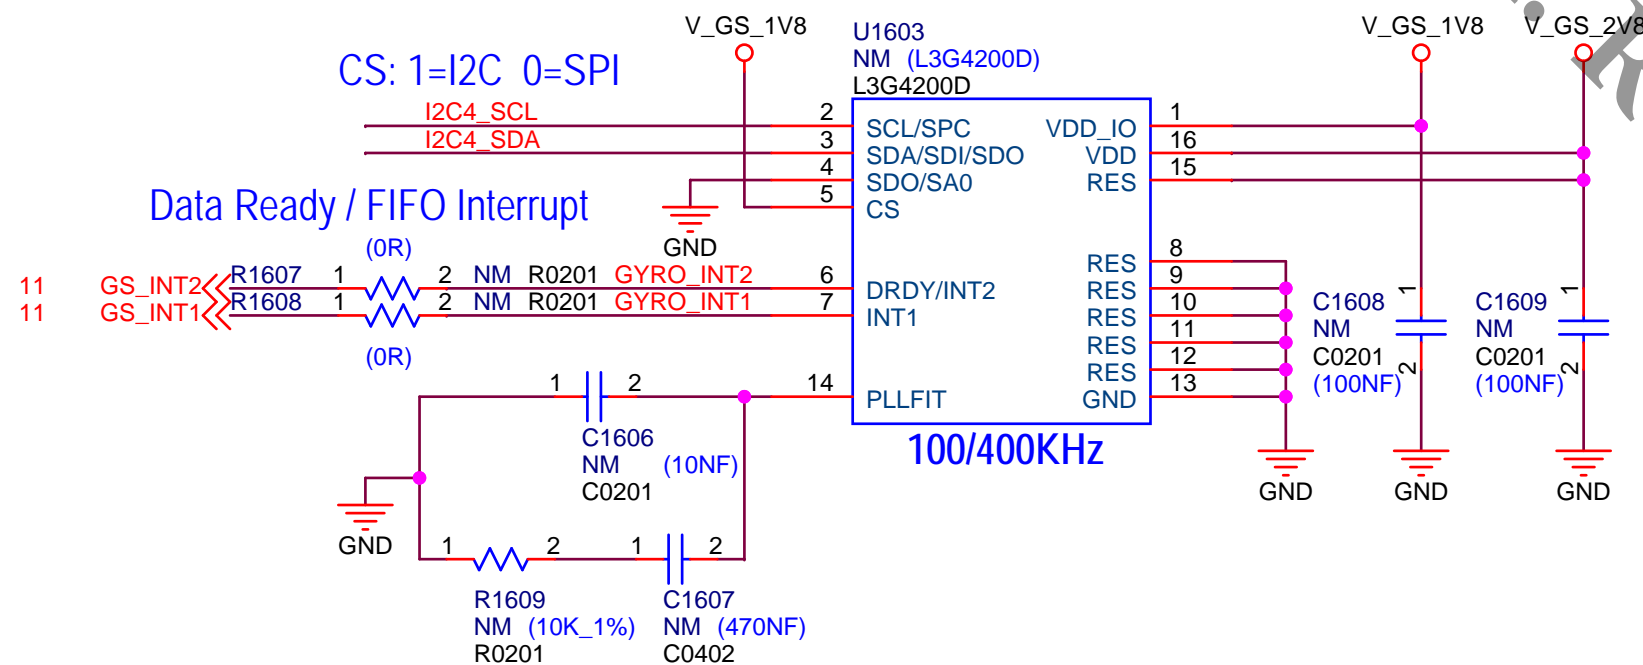 V_GS_1V8
U1603
V_GS_1V8
V_GS_2V8
NM (L3G4200D)
CS: 1=I2C 0=SPI
L3G4200D
I2C4_SCL
2
SCL/SPC
VDD_IO
1
I2C4_SDA
3
SDA/SDI/SDO
VDD
16
4
SDO/SA0
RES
15
5
CS
Data Ready / FIFO Interrupt
GND
(0R)
RES
8
11
GS_INT2
R1607
1
2
NM
R0201
GYRO_INT2
6
DRDY/INT2
RES
9
11
GS_INT1
R1608
1
2
NM
R0201
GYRO_INT1
7
INT1
RES
10
(0R)
RES
11
RES
12
1
2
14
PLLFIT
GND
13
C1608
1
NM
C0201
2
(100NF)
C1609
1
NM
C0201
2
(100NF)
C1606
NM (10NF)
C0201
100/400KHz
GND
GND
GND
GND
1
2
1
2
R1609
NM (10K_1%)
R0201
C1607
NM (470NF)
C0402
R